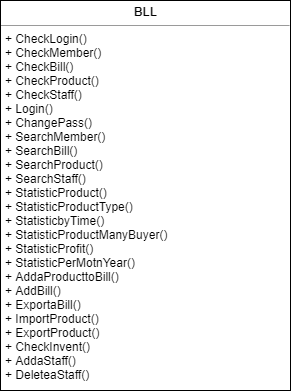 BLL
+ CheckLogin()
+ CheckMember()
+ CheckBill()
+ CheckProduct()
+ CheckStaff()
+ Login()
+ ChangePass()
+ SearchMember()
+ SearchBill()
+ SearchProduct()
+ SearchStaff()
+ StatisticProduct()
+ StatisticProductType()
+ StatisticbyTime()
+ StatisticProductManyBuyer()
+ StatisticProfit()
+ StatisticPerMotnYear()
+ AddaProducttoBill()
+ AddBill()
+ ExportaBill()
+ ImportProduct()
+ ExportProduct()
+ CheckInvent()
+ AddaStaff()
+ DeleteaStaff()